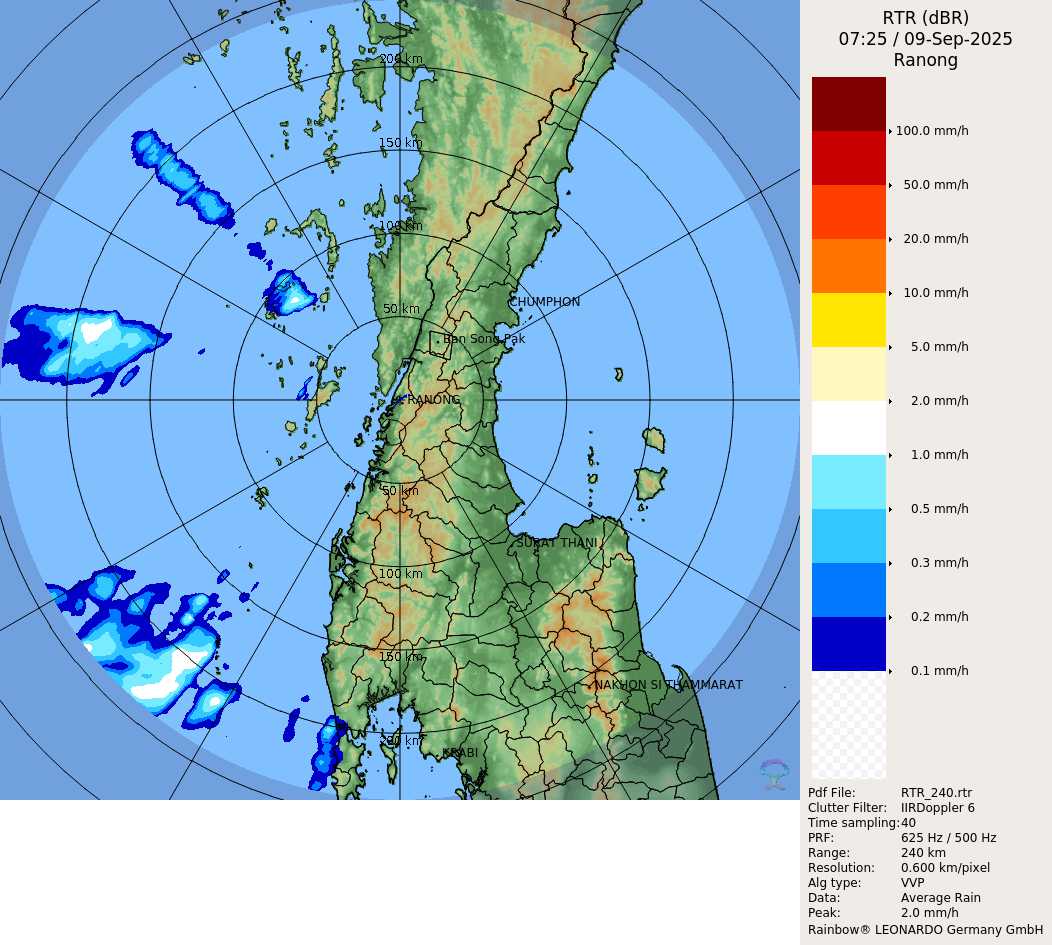 RTR (dBR)
07:25 / 09-Sep-2025
Ranong
100.0 mm/h
50.0 mm/h
20.0 mm/h
10.0 mm/h
5.0 mm/h
2.0 mm/h
1.0 mm/h
0.5 mm/h
0.3 mm/h
0.2 mm/h
0.1 mm/h
200 km
150 km
100 km
50 km
CHUMPHON
Ban Song Pak
RANONG
50 km
SURAT THANI
100 km
150 km
NAKHON SI THAMMARAT
200 km
KRABI
Pdf File: RTR_240.rtr
Clutter Filter: IIRDoppler 6
Time sampling: 40
PRF: 625 Hz / 500 Hz
Range: 240 km
Resolution: 0.600 km/pixel
Alg type: VVP
Data: Average Rain
Peak: 2.0 mm/h
Rainbow® LEONARDO Germany GmbH